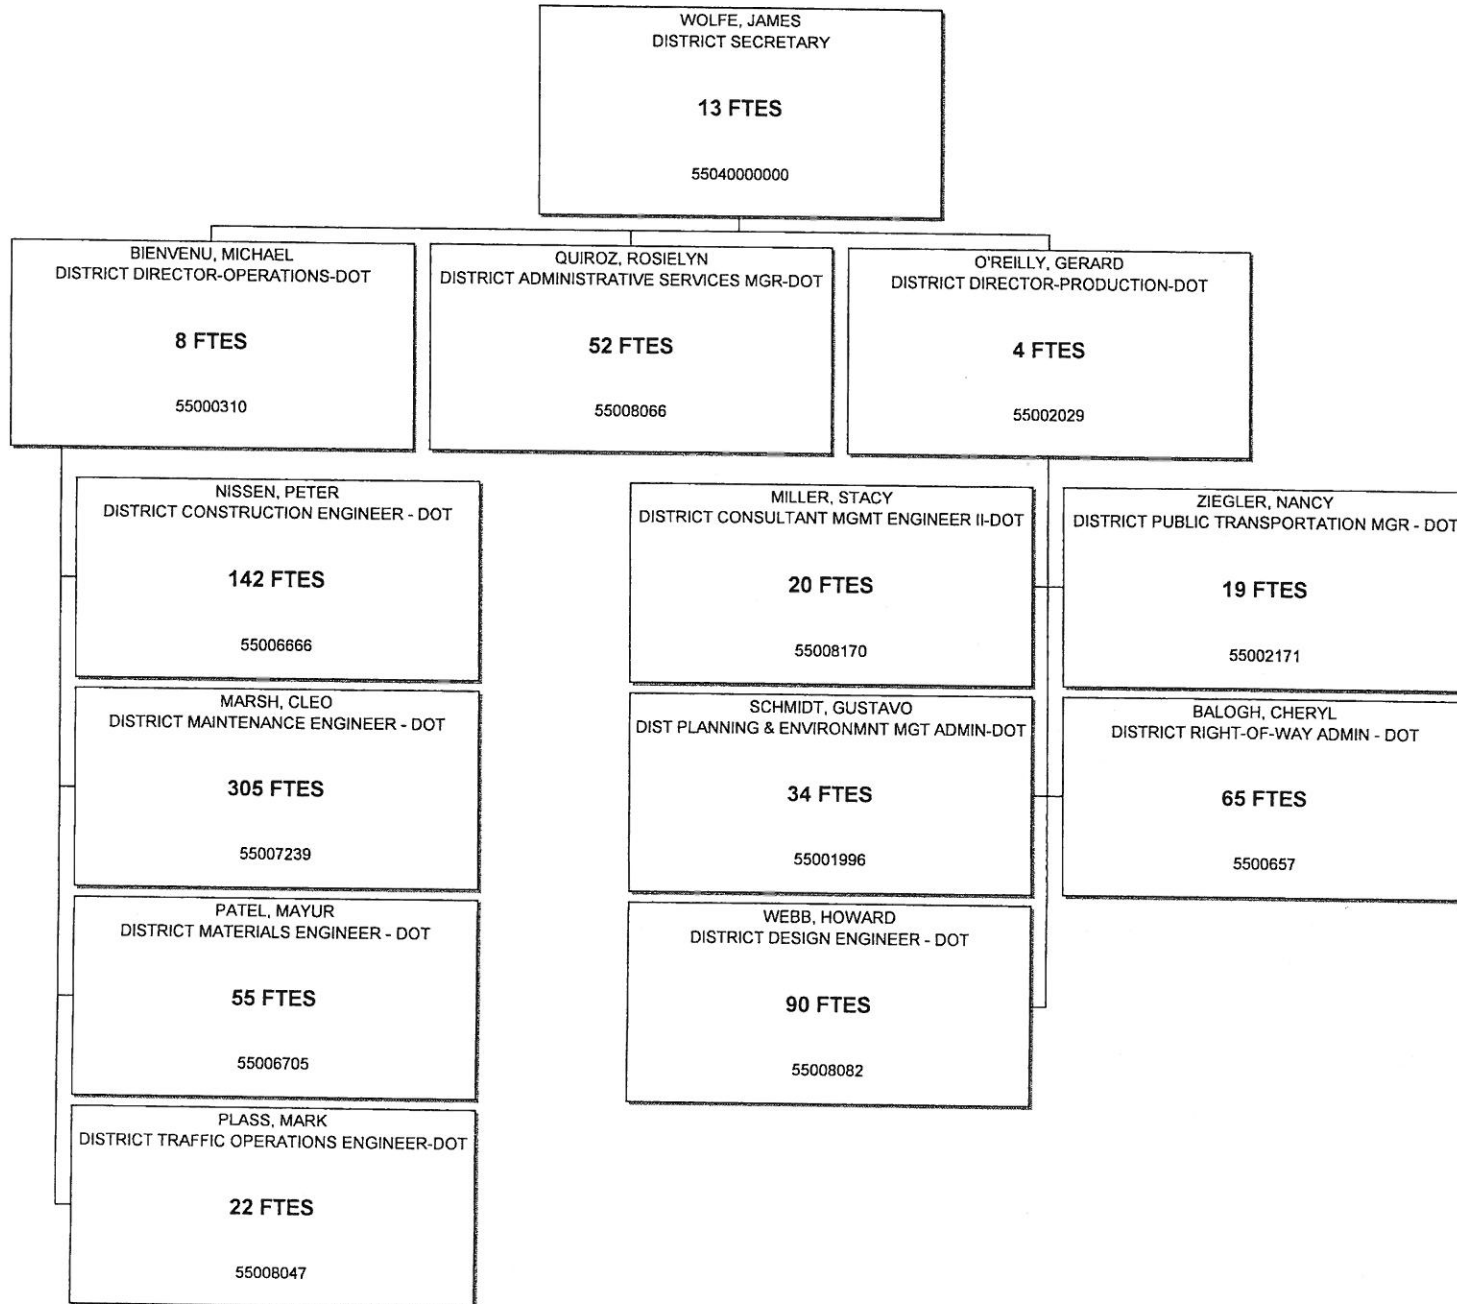 WOLFE, JAMES
DISTRICT SECRETARY
13 FTES
55040000000
BIENVENU, MICHAEL
DISTRICT DIRECTOR-OPERATIONS-DOT
8 FTES
55000310
QUIROZ, ROSIELYN
DISTRICT ADMINISTRATIVE SERVICES MGR-DOT
52 FTES
55008066
O'REILLY, GERARD
DISTRICT DIRECTOR-PRODUCTION-DOT
4 FTES
55002029
NISSEN, PETER
DISTRICT CONSTRUCTION ENGINEER - DOT
142 FTES
55006666
MARSH, CLEO
DISTRICT MAINTENANCE ENGINEER - DOT
305 FTES
55007239
PATEL, MAYUR
DISTRICT MATERIALS ENGINEER - DOT
55 FTES
55006705
PLASS, MARK
DISTRICT TRAFFIC OPERATIONS ENGINEER-DOT
22 FTES
55008047
MILLER, STACY
DISTRICT CONSULTANT MGMT ENGINEER II-DOT
20 FTES
55008170
ZIEGLER, NANCY
DISTRICT PUBLIC TRANSPORTATION MGR - DOT
19 FTES
55002171
SCHMIDT, GUSTAVO
DIST PLANNING & ENVIRONMNT MGT ADMIN-DOT
34 FTES
55001996
BALOGH, CHERYL
DISTRICT RIGHT-OF-WAY ADMIN - DOT
65 FTES
5500657
WEBB, HOWARD
DISTRICT DESIGN ENGINEER - DOT
90 FTES
55008082